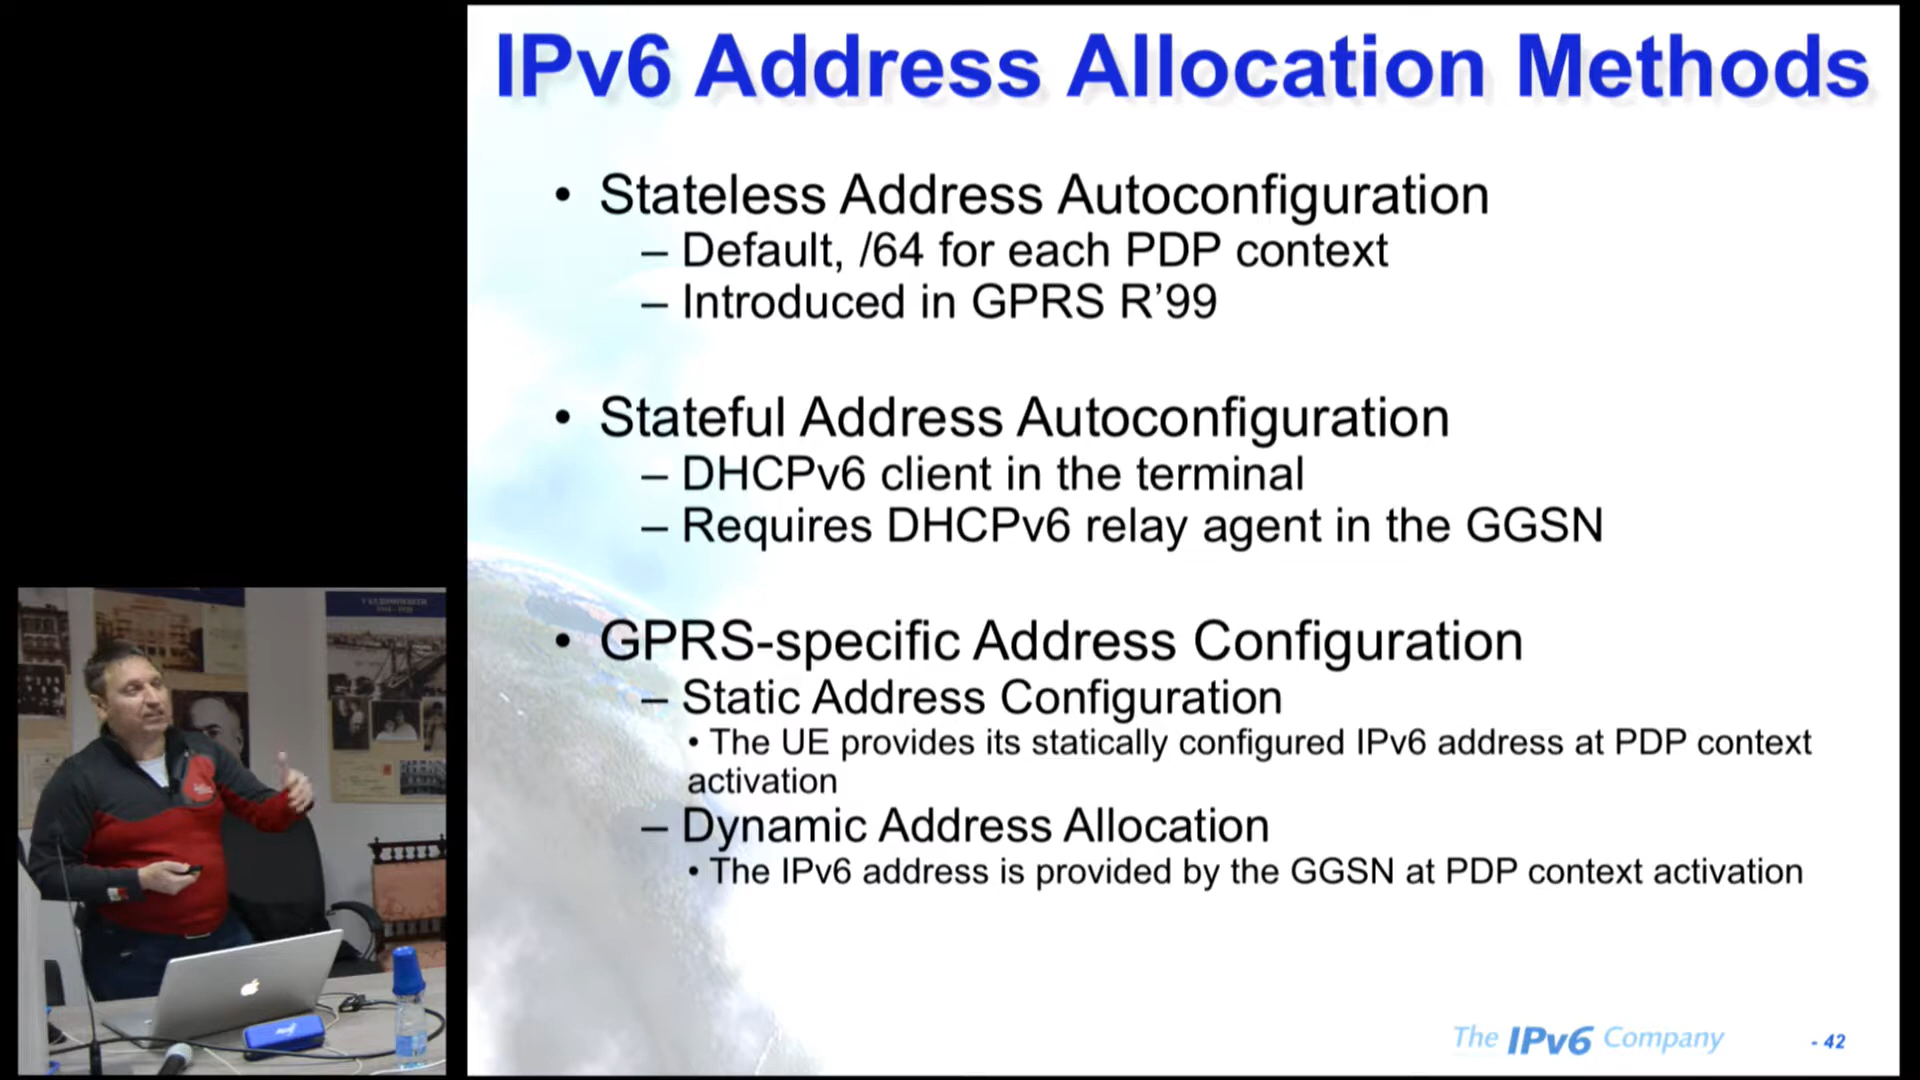 IPv6 Address Allocation Methods
• Stateless Address Autoconfiguration
– Default, /64 for each PDP context
– Introduced in GPRS R’99
• Stateful Address Autoconfiguration
– DHCPv6 client in the terminal
– Requires DHCPv6 relay agent in the GGSN
• GPRS-specific Address Configuration
– Static Address Configuration
• The UE provides its statically configured IPv6 address at PDP context
activation
– Dynamic Address Allocation
• The IPv6 address is provided by the GGSN at PDP context activation
The IPv6 Company
- 42